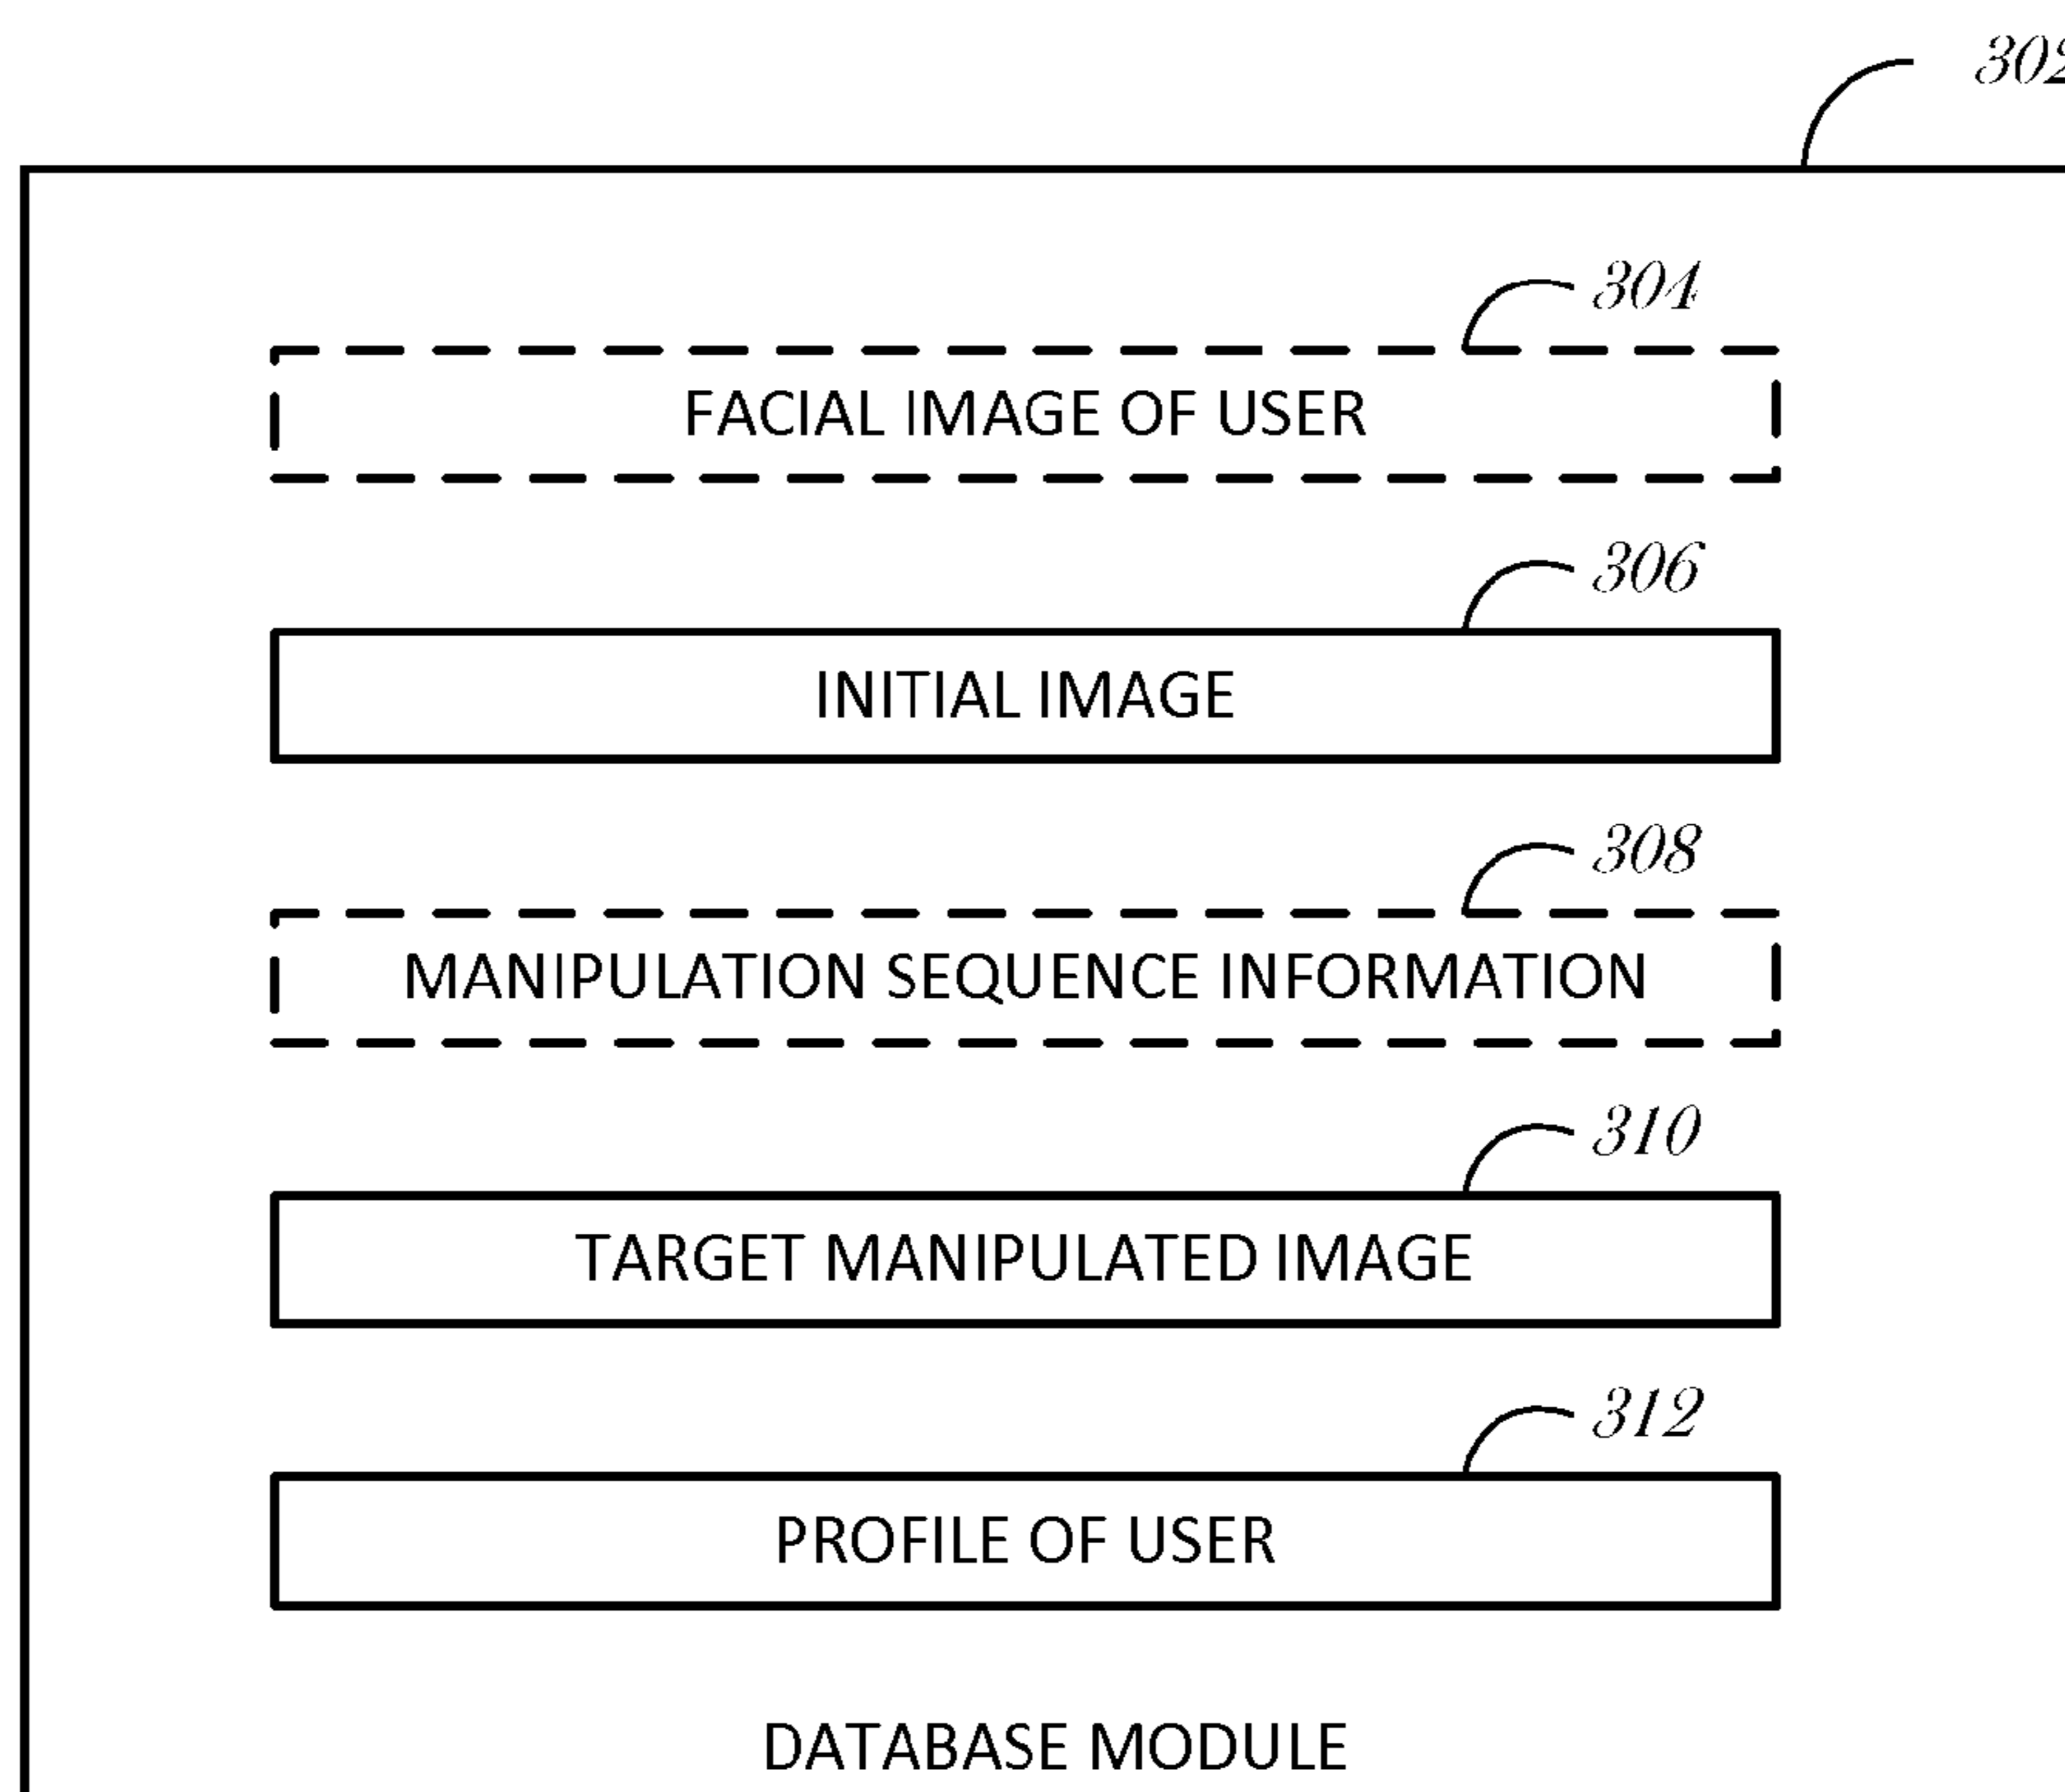 302
304
FACIAL IMAGE OF USER
306
INITIAL IMAGE
308
MANIPULATION SEQUENCE INFORMATION
310
TARGET MANIPULATED IMAGE
312
PROFILE OF USER
DATABASE MODULE